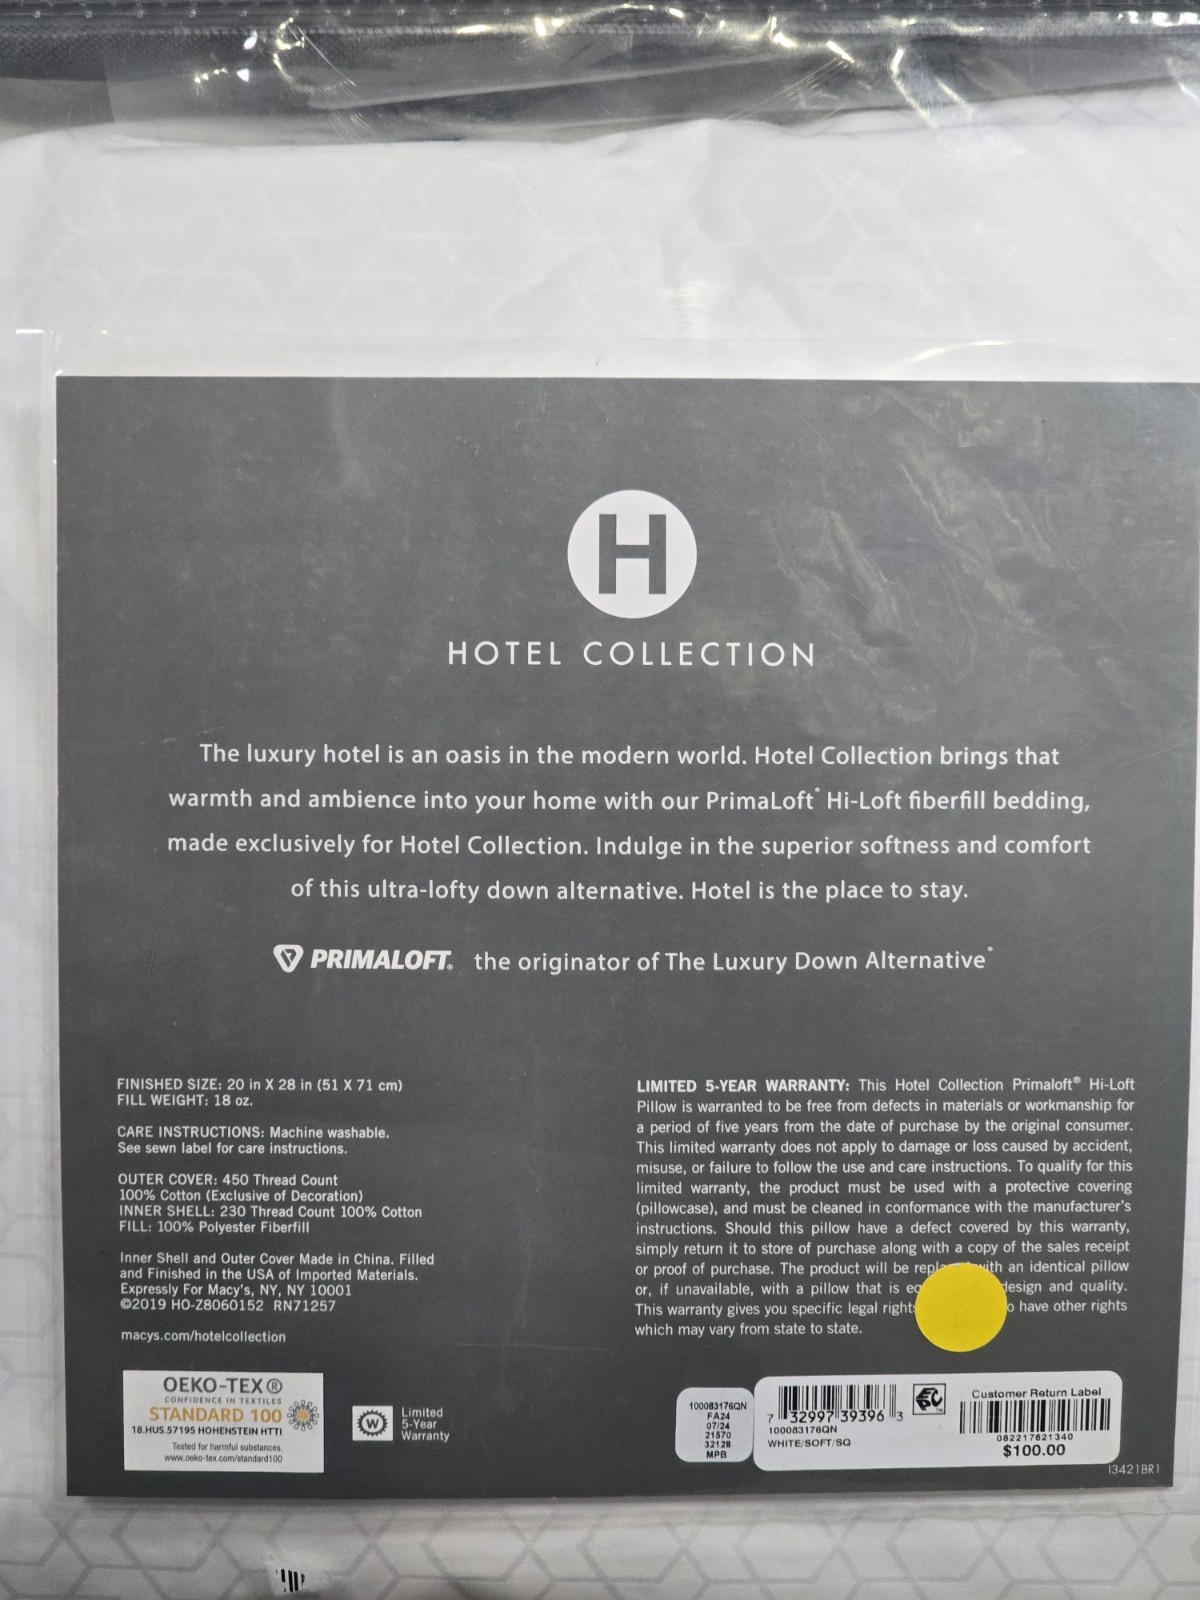 H
HOTEL COLLECTION
The luxury hotel is an oasis in the modern world. Hotel Collection brings that
warmth and ambience into your home with our PrimaLoft® Hi-Loft fiberfill bedding,
made exclusively for Hotel Collection. Indulge in the superior softness and comfort
of this ultra-lofty down alternative. Hotel is the place to stay.
PRIMALOFT® the originator of The Luxury Down Alternative®
FINISHED SIZE: 20 in X 28 in (51 X 71 cm)
FILL WEIGHT: 18 oz.
CARE INSTRUCTIONS: Machine washable.
See sewn label for care instructions.
OUTER COVER: 450 Thread Count
100% Cotton (Exclusive of Decoration)
INNER SHELL: 230 Thread Count 100% Cotton
FILL: 100% Polyester Fiberfill
Inner Shell and Outer Cover Made in China. Filled
and Finished in the USA of Imported Materials.
Expressly For Macy's, NY, NY 10001
©2019 HO-Z8060152 RN71257
macys.com/hotelcollection
LIMITED 5-YEAR WARRANTY: This Hotel Collection Primaloft® Hi-Loft
Pillow is warranted to be free from defects in materials or workmanship for
a period of five years from the date of purchase by the original consumer.
This limited warranty does not apply to damage or loss caused by accident,
misuse, or failure to follow the use and care instructions. To qualify for this
limited warranty, the product must be used with a protective covering
(pillowcase), and must be cleaned in conformance with the manufacturer's
instructions. Should this pillow have a defect covered by this warranty,
simply return it to store of purchase along with a copy of the sales receipt
or proof of purchase. The product will be with an identical pillow
or, if unavailable, with a pillow that is design and quality.
This warranty gives you specific legal rights have other rights
which may vary from state to state.
OEKO-TEX®
CONFIDENCE IN TEXTILES
STANDARD 100
18.HUS.57195 HOHENSTEIN HTTI
Tested for harmful substances.
www.oeko-tex.com/standard100
W
Limited
5-Year
Warranty
100083176QN
FA24
07/24
21570
32128
MPB
7 32997 39396 3
100083176QN
WHITE/SOFT/SQ
EPC
Customer Return Label
082217621340
$100.00
I3421BR1